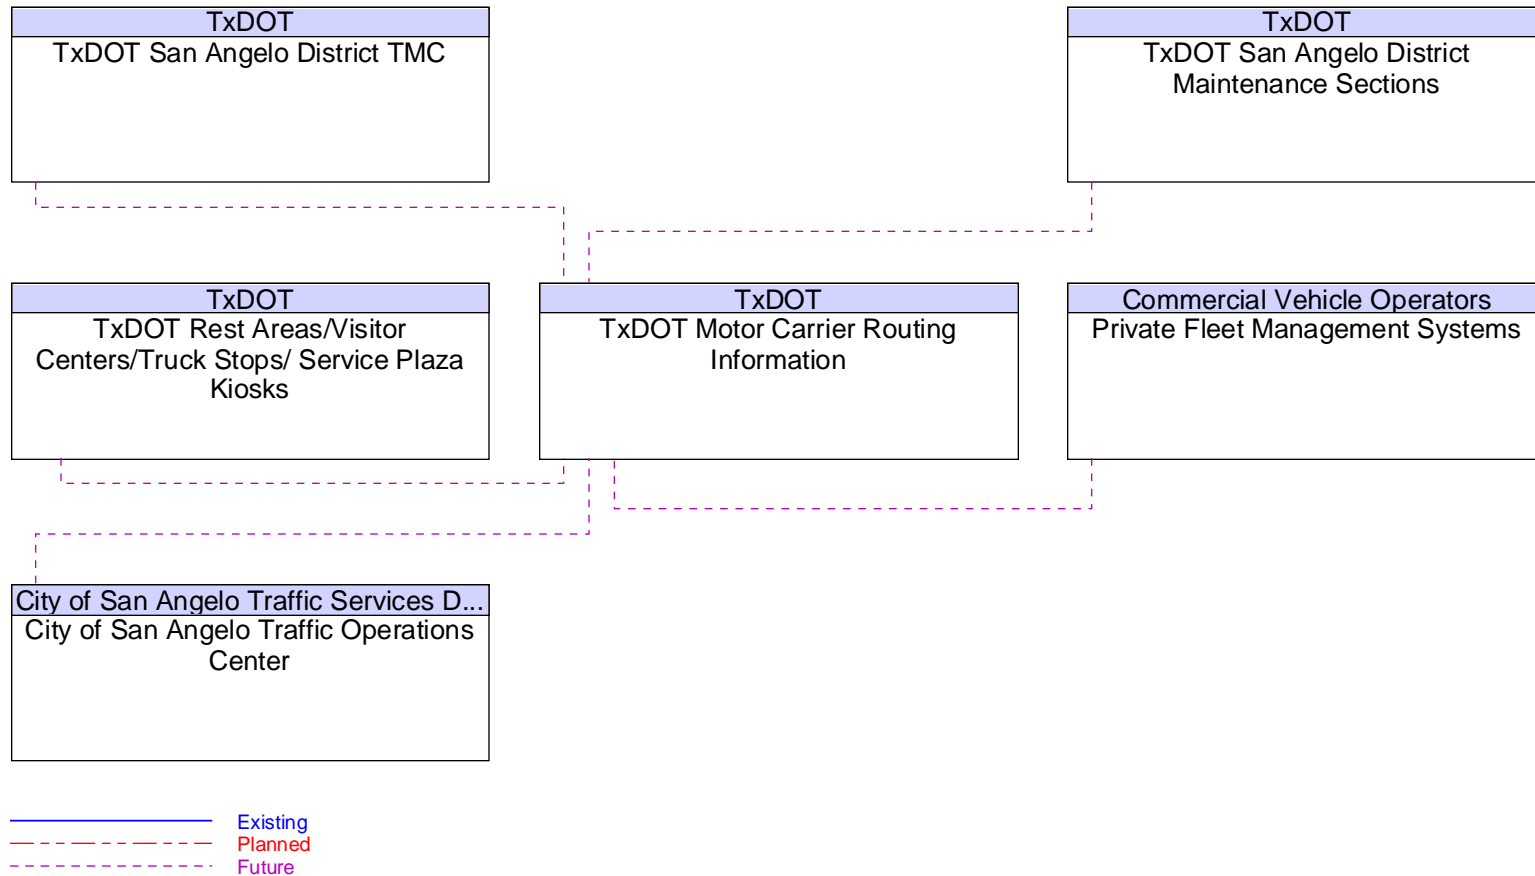 TxDOT
TxDOT San Angelo District TMC
TxDOT
TxDOT San Angelo District
Maintenance Sections
TxDOT
TxDOT Rest Areas/Visitor
Centers/Truck Stops/ Service Plaza
Kiosks
TxDOT
TxDOT Motor Carrier Routing
Information
Commercial Vehicle Operators
Private Fleet Management Systems
City of San Angelo Traffic Services D...
City of San Angelo Traffic Operations
Center
Existing
Planned
Future